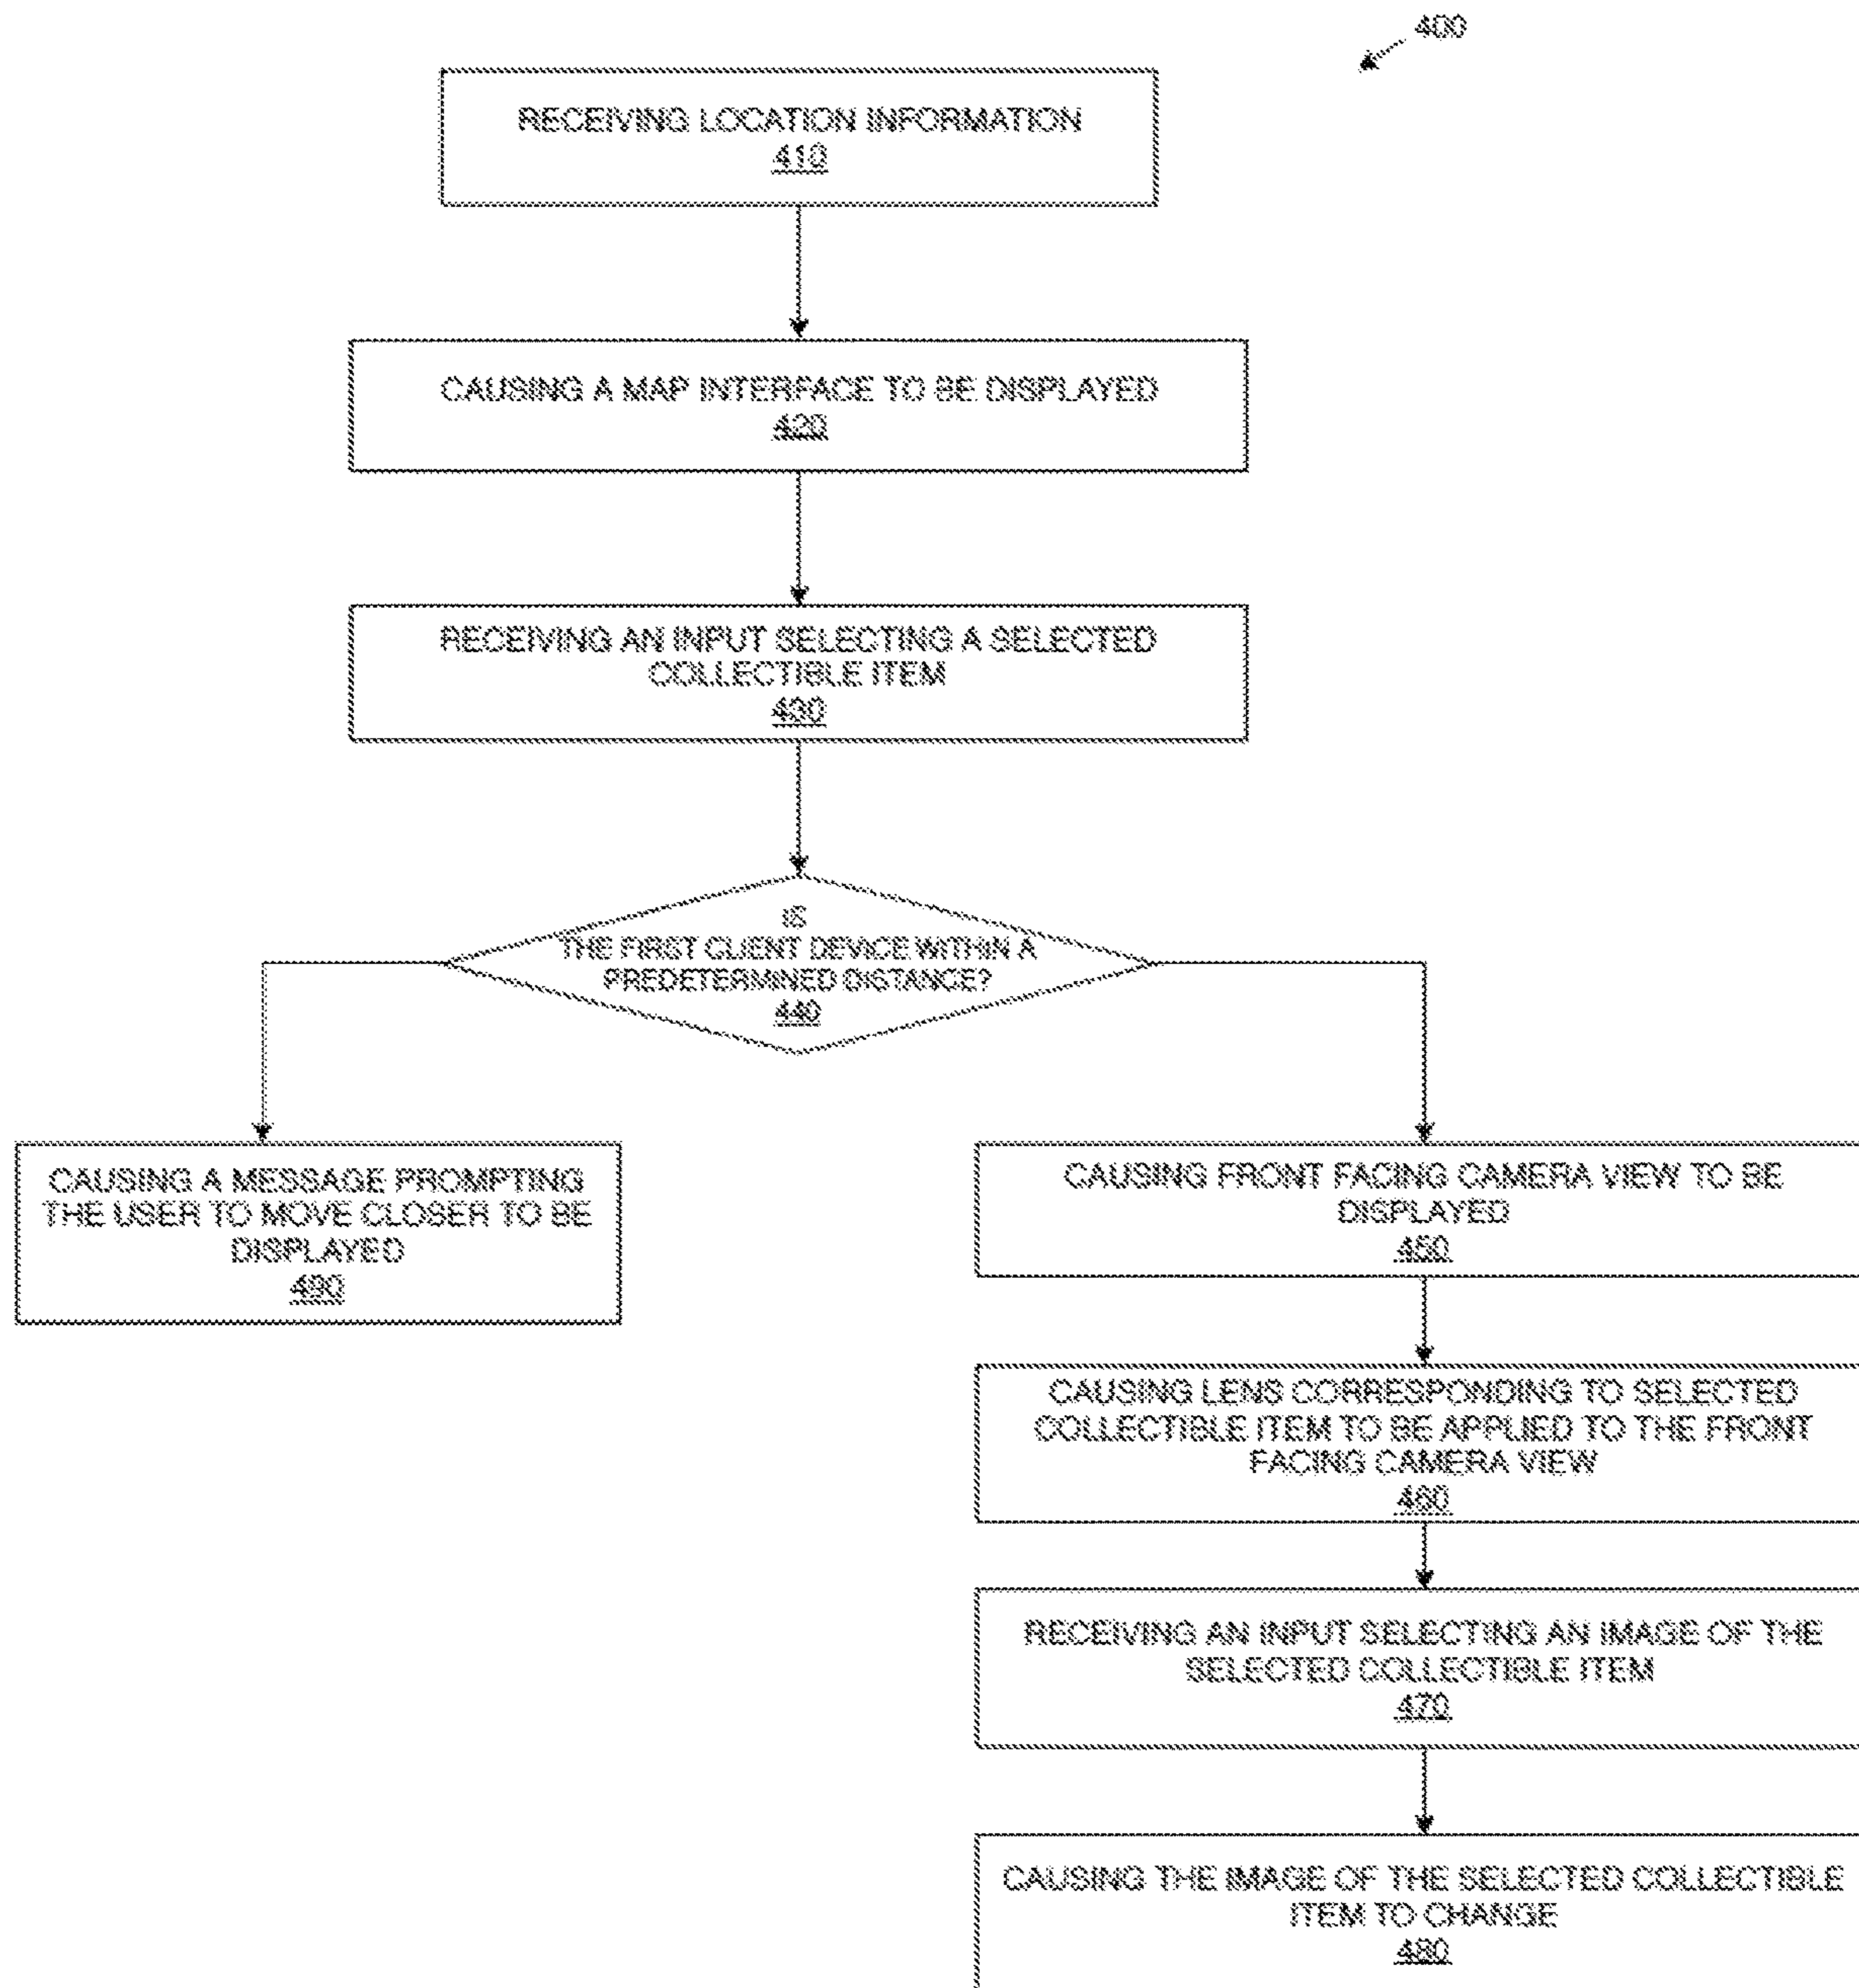 400
RECEIVING LOCATION INFORMATION
410
CAUSING A MAP INTERFACE TO BE DISPLAYED
420
RECEIVING AN INPUT SELECTING A SELECTED
COLLECTIBLE ITEM
430
IS
THE FIRST CLIENT DEVICE WITHIN A
PREDETERMINED DISTANCE?
440
CAUSING A MESSAGE PROMPTING
THE USER TO MOVE CLOSER TO BE
DISPLAYED
490
CAUSING FRONT FACING CAMERA VIEW TO BE
DISPLAYED
450
CAUSING LENS CORRESPONDING TO SELECTED
COLLECTIBLE ITEM TO BE APPLIED TO THE FRONT
FACING CAMERA VIEW
460
RECEIVING AN INPUT SELECTING AN IMAGE OF THE
SELECTED COLLECTIBLE ITEM
470
CAUSING THE IMAGE OF THE SELECTED COLLECTIBLE
ITEM TO CHANGE
480